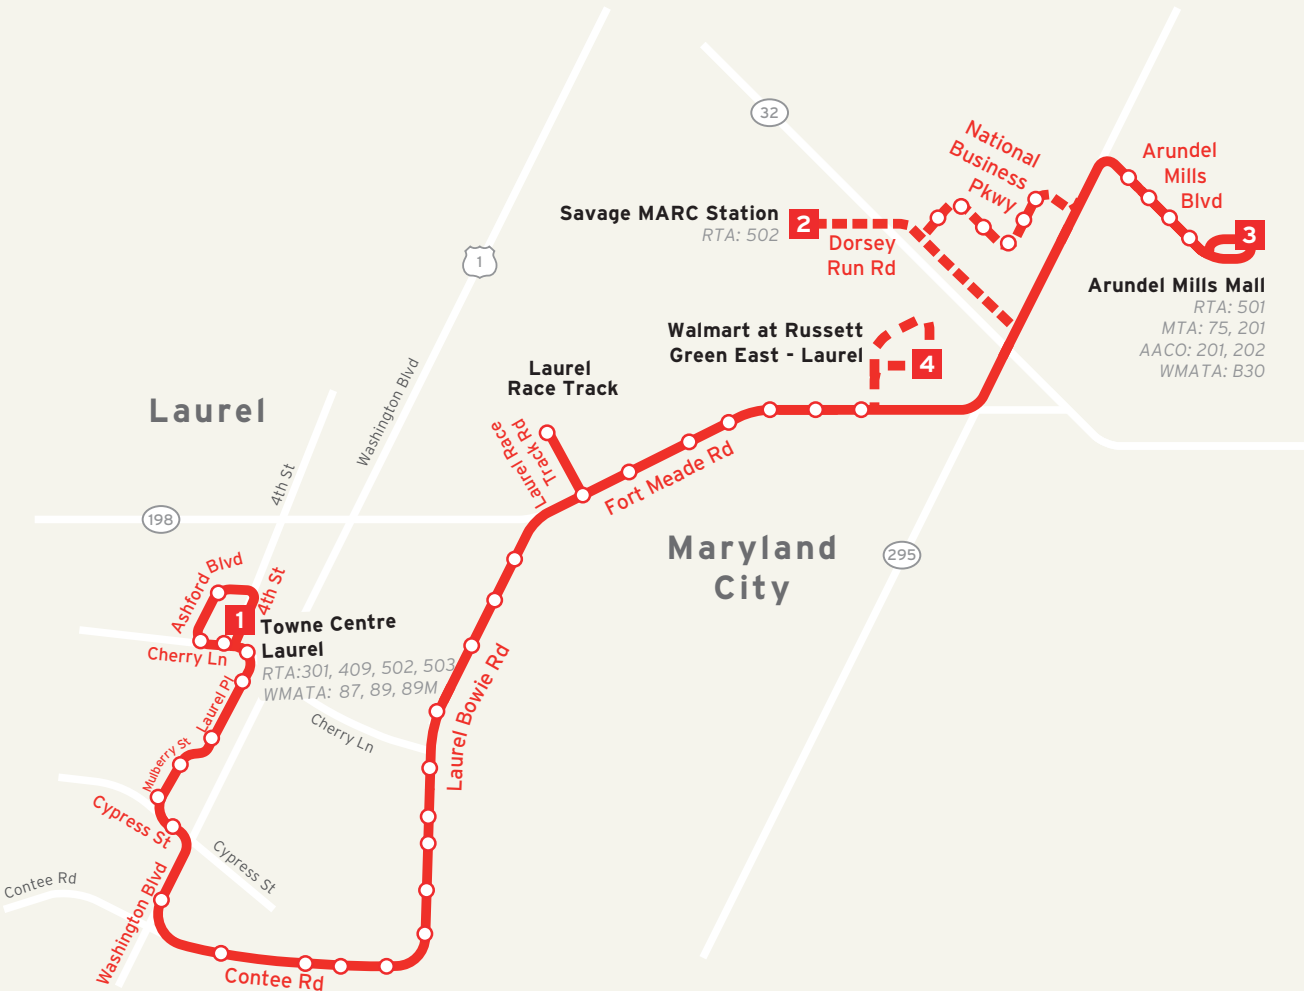 32
National
Business
Pkwy
Arundel
Mills
Blvd
Savage MARC Station
RTA: 502
2
Dorsey
Run Rd
3
1
Arundel Mills Mall
RTA: 501
MTA: 75, 201
AACO: 201, 202
WMATA: B30
Walmart at Russett
Green East - Laurel
4
Laurel
Race Track
Washington Blvd
Laurel
Laurel Race
Track Rd
4th St
Fort Meade Rd
198
Maryland
City
295
Ashford Blvd
4th St
1
Towne Centre
Laurel
RTA:301, 409, 502, 503
WMATA: 87, 89, 89M
Cherry Ln
Laurel Pl
Laurel Bowie Rd
Cherry Ln
Mulberry St
Cypress St
Cypress St
Contee Rd
Washington Blvd
Contee Rd